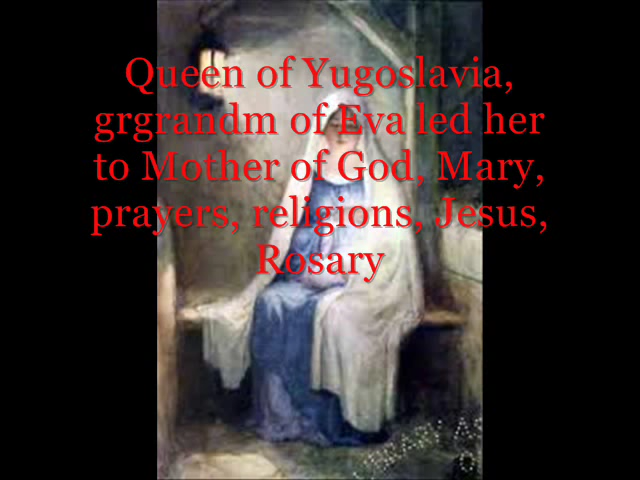 Queen of Yugoslavia,
grgrandm of Eva led her
to Mother of God, Mary,
prayers, religions, Jesus,
Rosary